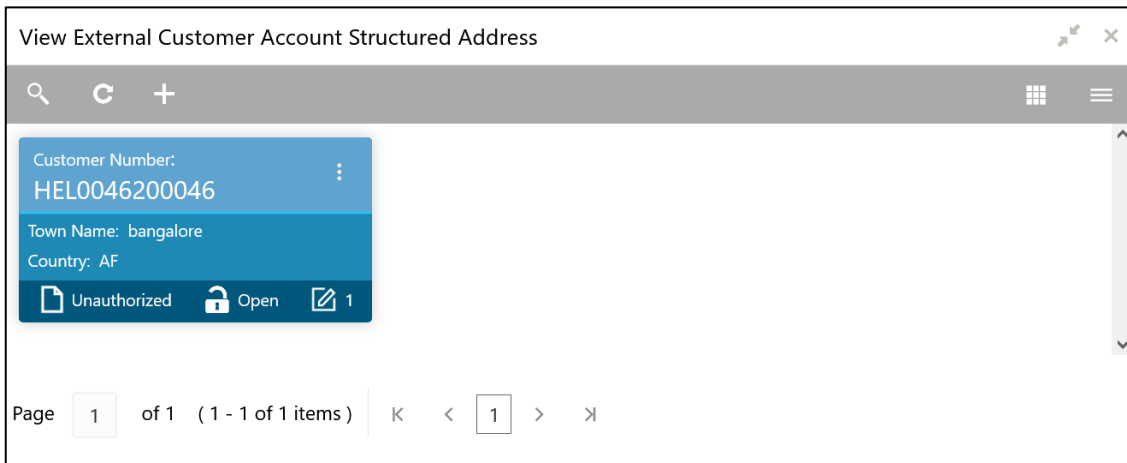 View External Customer Account Structured Address
Customer Number:
HEL0046200046
Town Name: bangalore
Country: AF
Unauthorized Open 1
Page 1 of 1 ( 1 - 1 of 1 items ) 1